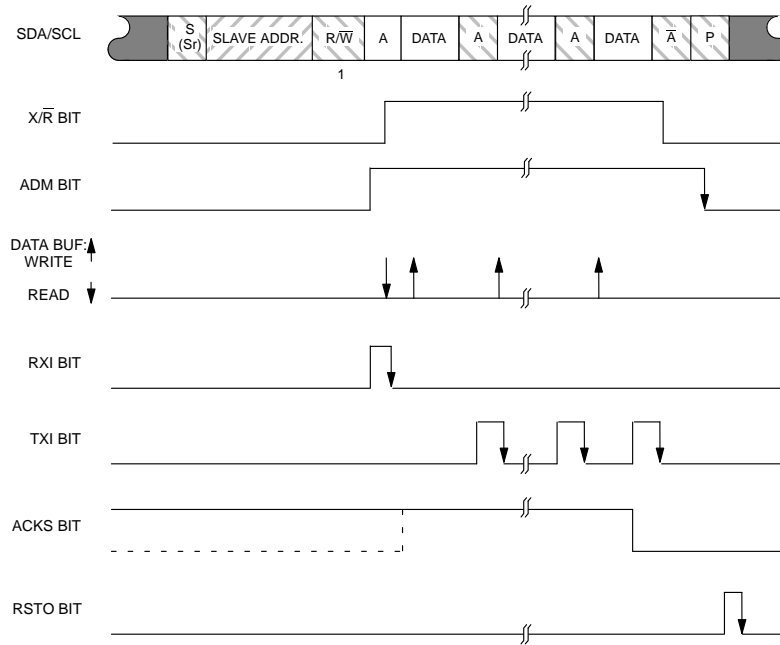 SDA/SCL
S
(Sr)
SLAVE ADDR.
R/W̅
A
DATA
A
DATA
A
DATA
A̅
P
1
X/R̅ BIT
ADM BIT
DATA BUF:
WRITE
READ
RXI BIT
TXI BIT
ACKS BIT
RSTO BIT